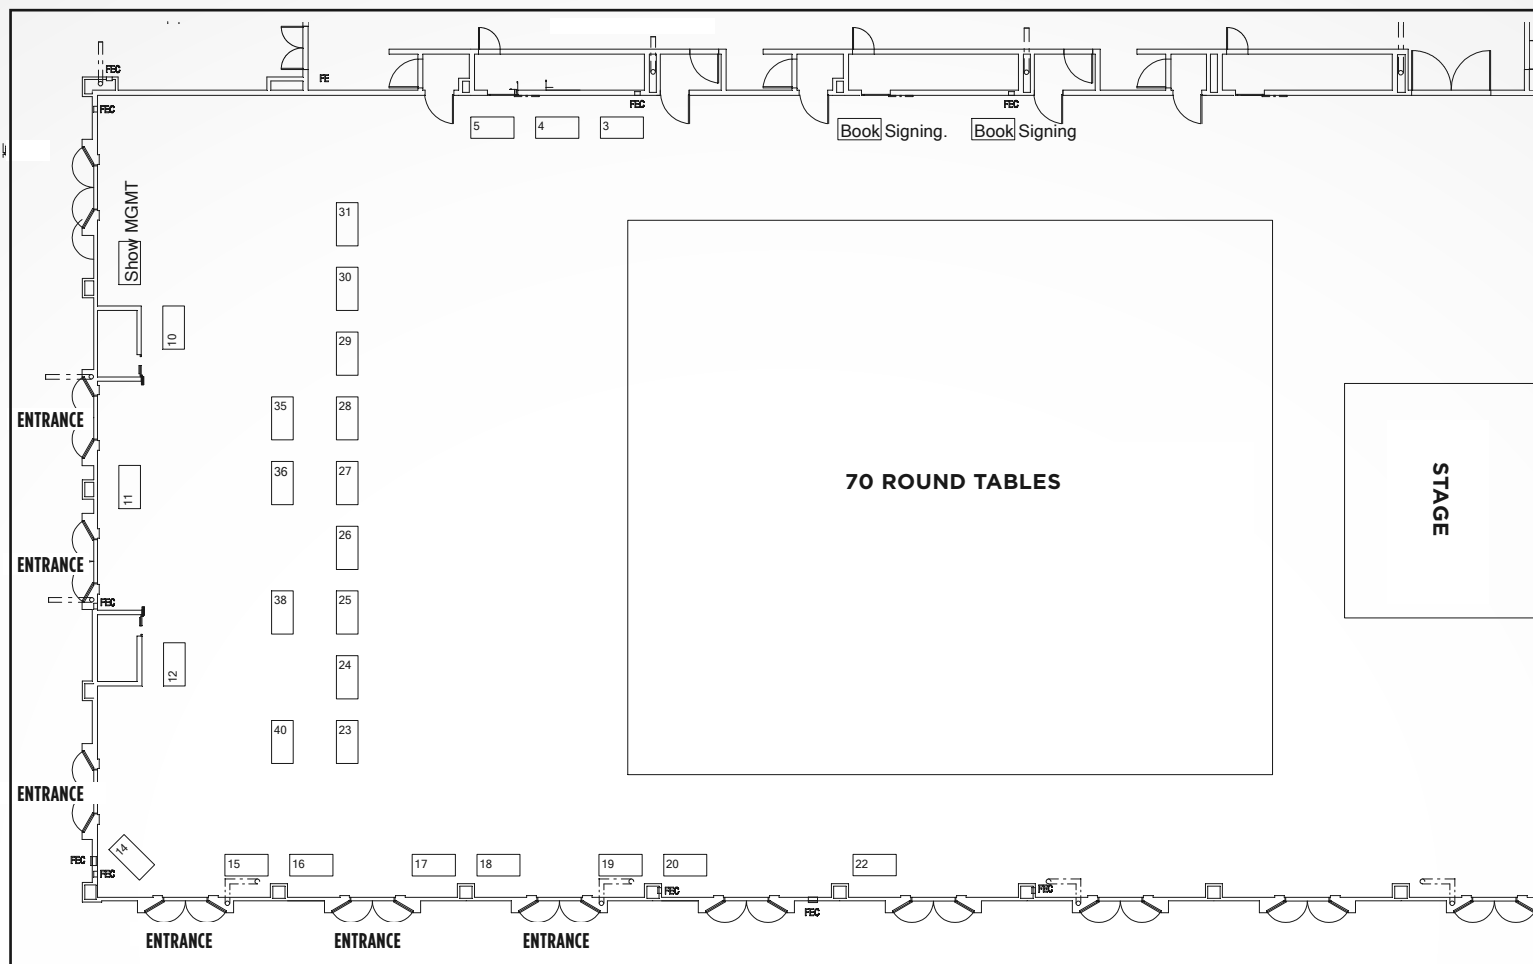 FEC
FE
FEC
FEC
FEC
5
4
3
Book Signing.
Book Signing
Show MGMT
31
30
10
29
ENTRANCE
35
28
11
36
27
70 ROUND TABLES
STAGE
26
ENTRANCE
FEC
38
25
12
24
40
23
ENTRANCE
14
FEC
FEC
15
16
17
18
19
20
22
FEC
FEC
FEC
ENTRANCE
ENTRANCE
ENTRANCE